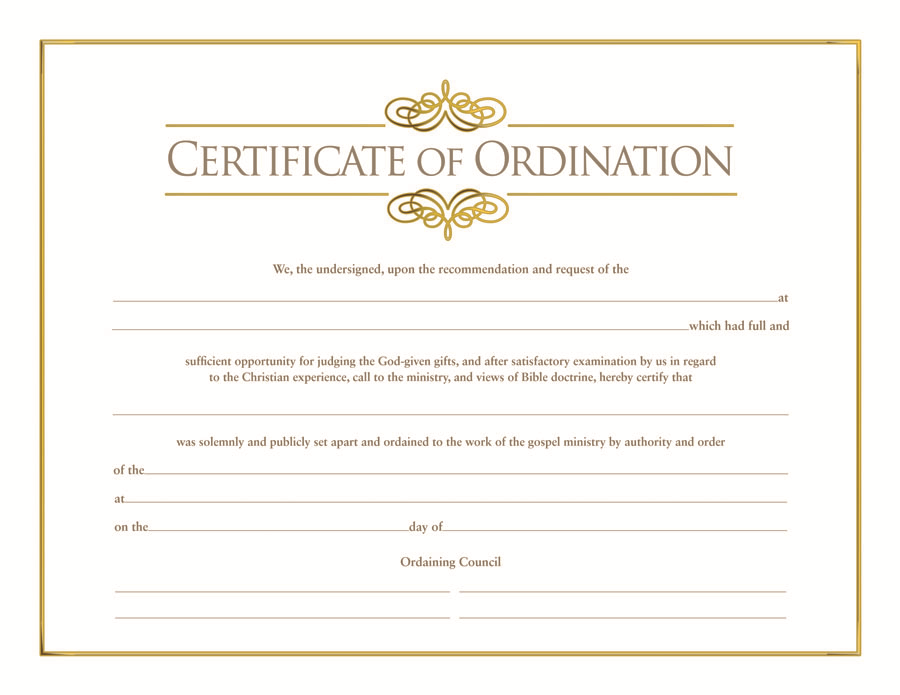 CERTIFICATE OF ORDINATION
We, the undersigned, upon the recommendation and request of the
at
which had full and
sufficient opportunity for judging the God-given gifts, and after satisfactory examination by us in regard
to the Christian experience, call to the ministry, and views of Bible doctrine, hereby certify that
was solemnly and publicly set apart and ordained to the work of the gospel ministry by authority and order
of the
at
on the day of
Ordaining Council